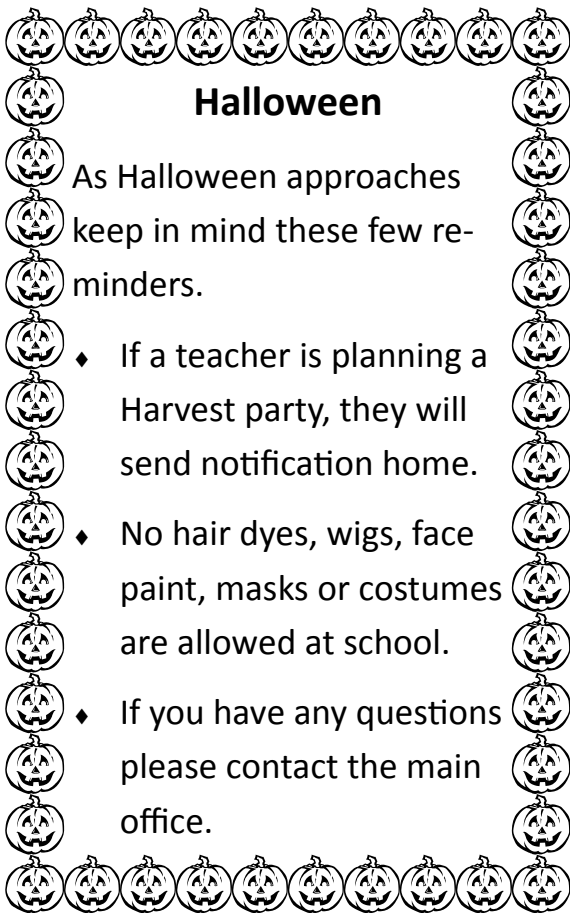 Halloween
As Halloween approaches
keep in mind these few re-
minders.
♦ If a teacher is planning a
Harvest party, they will
send notification home.
♦ No hair dyes, wigs, face
paint, masks or costumes
are allowed at school.
♦ If you have any questions
please contact the main
office.